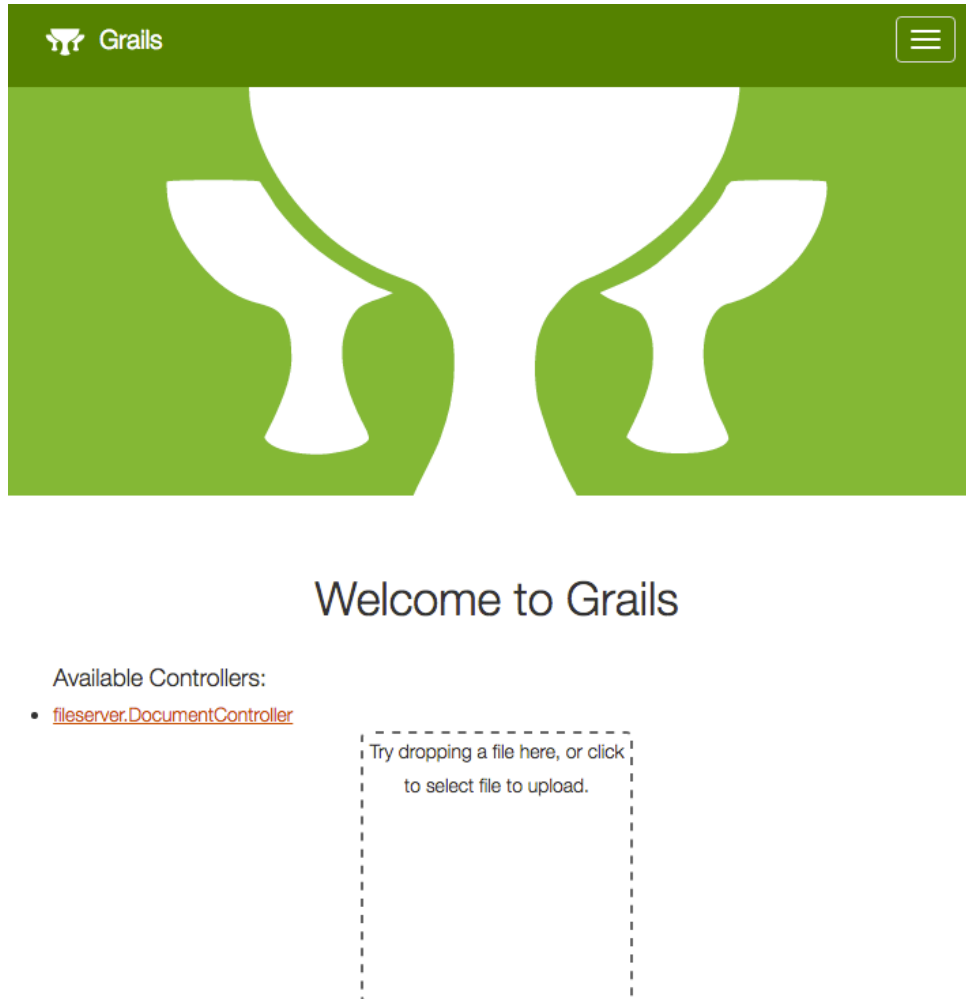 Grails
Welcome to Grails
Available Controllers:
fileserver.DocumentController
Try dropping a file here, or click
to select file to upload.